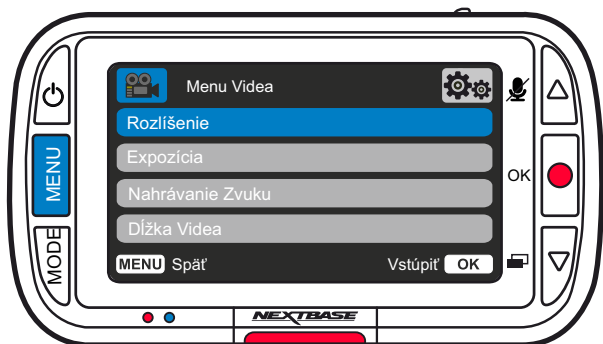 Menu Videa
Rozlíšenie
Expozícia
Nahrávanie Zvuku
Dĺžka Videa
MENU Späť
Vstúpiť OK
MENU
MODE
OK
NEXTBASE